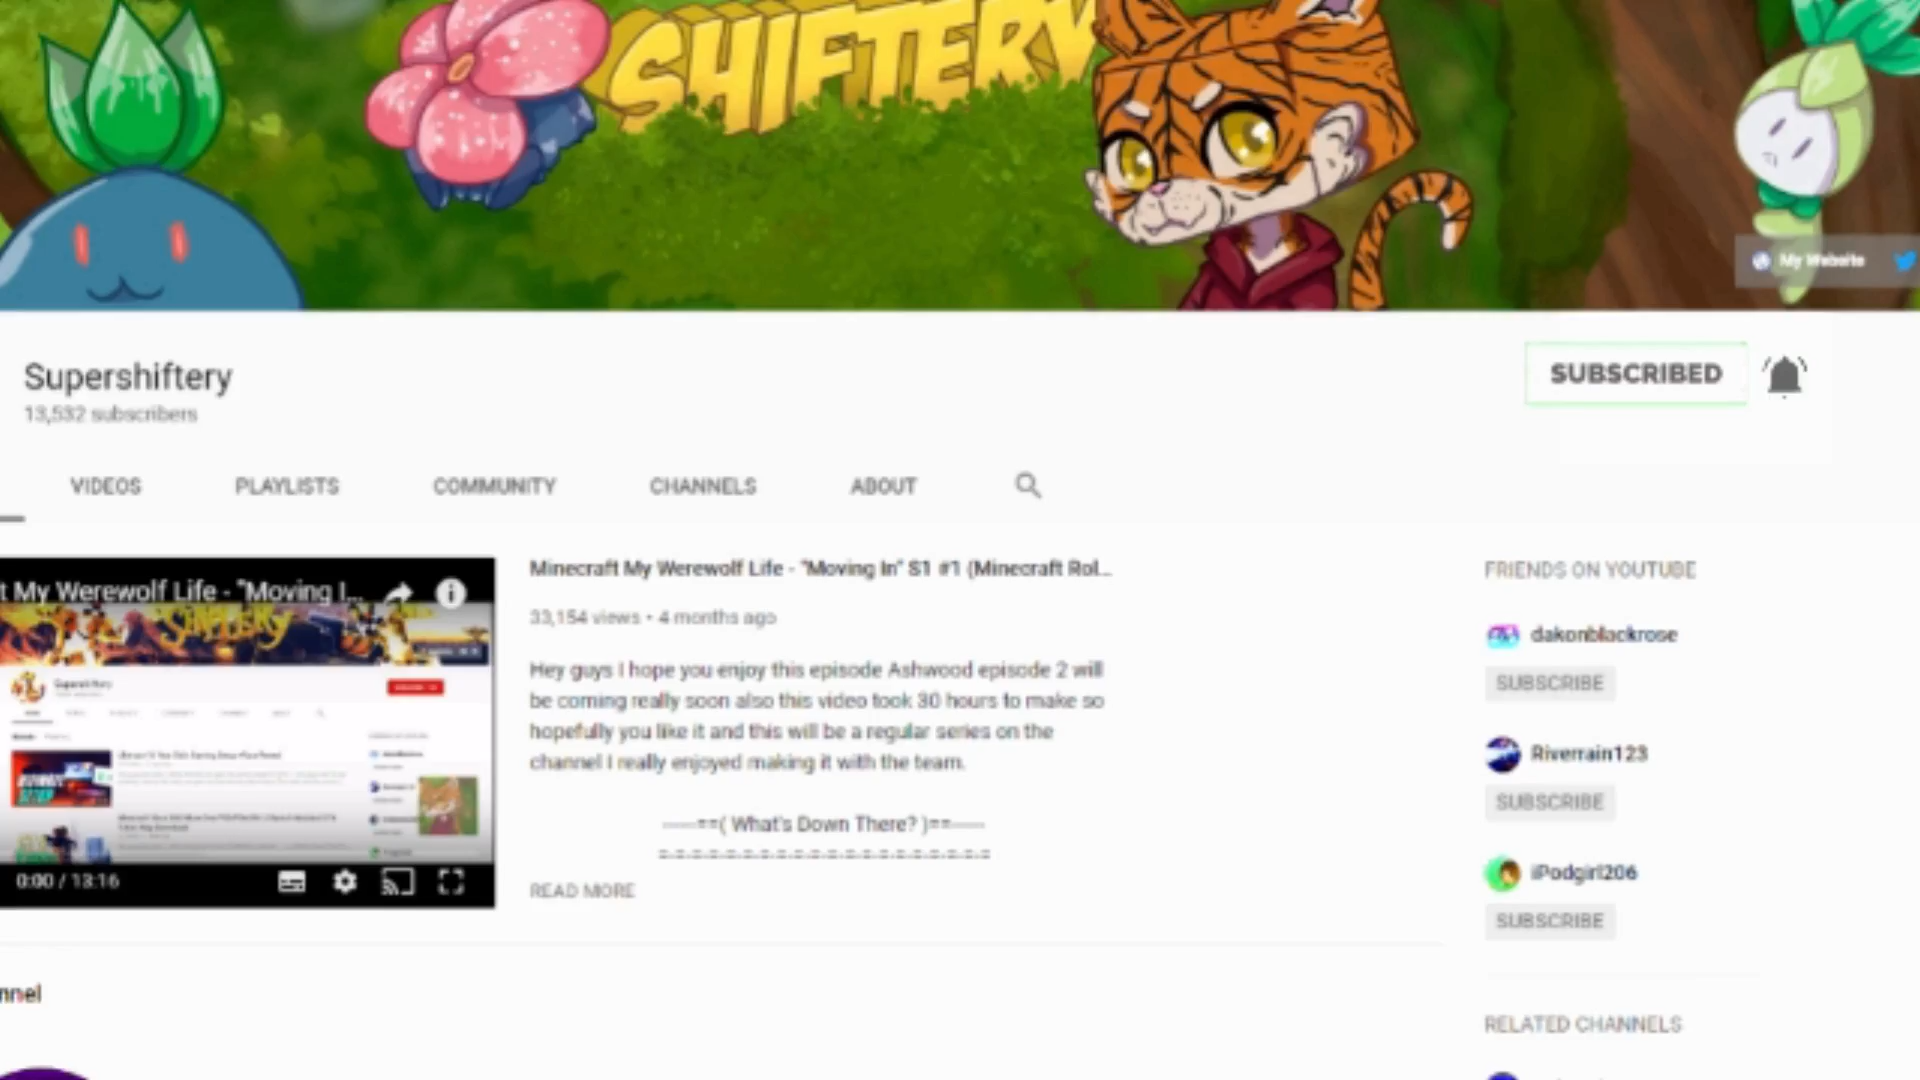 SHIFTERY
My Website
Supershiftery
13,532 subscribers
SUBSCRIBED
VIDEOS PLAYLISTS COMMUNITY CHANNELS ABOUT
t My Werewolf Life - "Moving I...
0:00 / 13:16
Minecraft My Werewolf Life - "Moving In" S1 #1 (Minecraft Rol...
33,154 views • 4 months ago
Hey guys I hope you enjoy this episode Ashwood episode 2 will
be coming really soon also this video took 30 hours to make so
hopefully you like it and this will be a regular series on the
channel I really enjoyed making it with the team.
-----==( What's Down There? )==-----
=-=-=-=-=-=-=-=-=-=-=-=-=-=-=-=-=-=
READ MORE
FRIENDS ON YOUTUBE
dakonblackrose
SUBSCRIBE
Riverrain123
SUBSCRIBE
iPodgirl206
SUBSCRIBE
nnel
RELATED CHANNELS